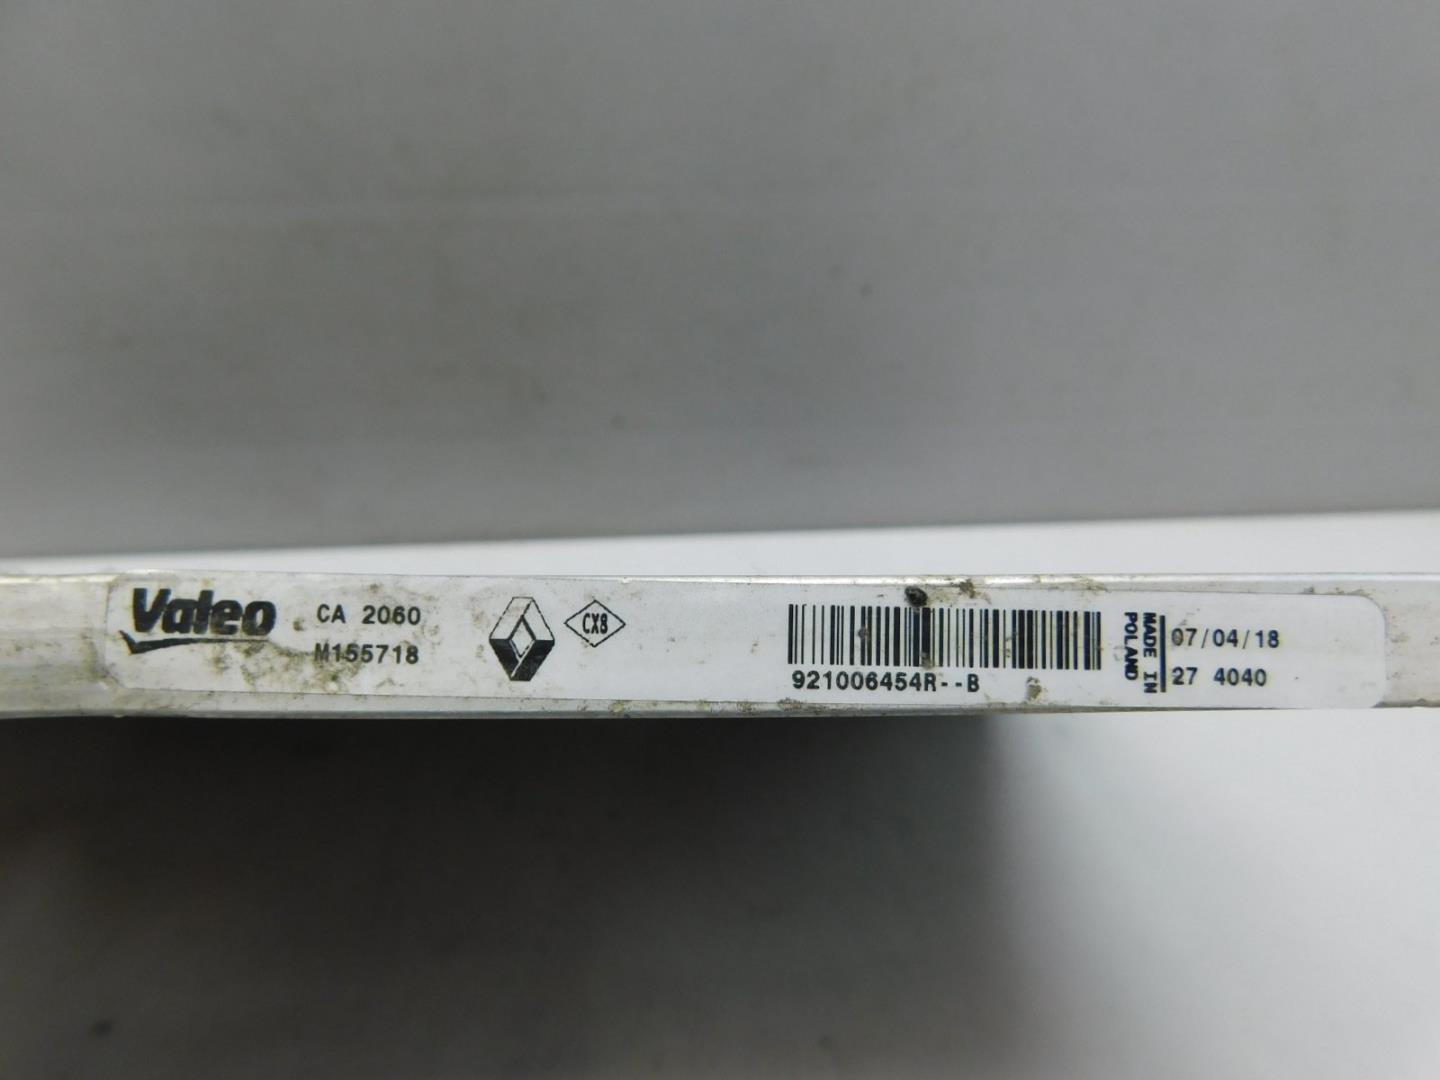 Valeo
CA 2060
M155718
CX8
921006454R--B
MADE IN
POLAND
07/04/18
27 4040